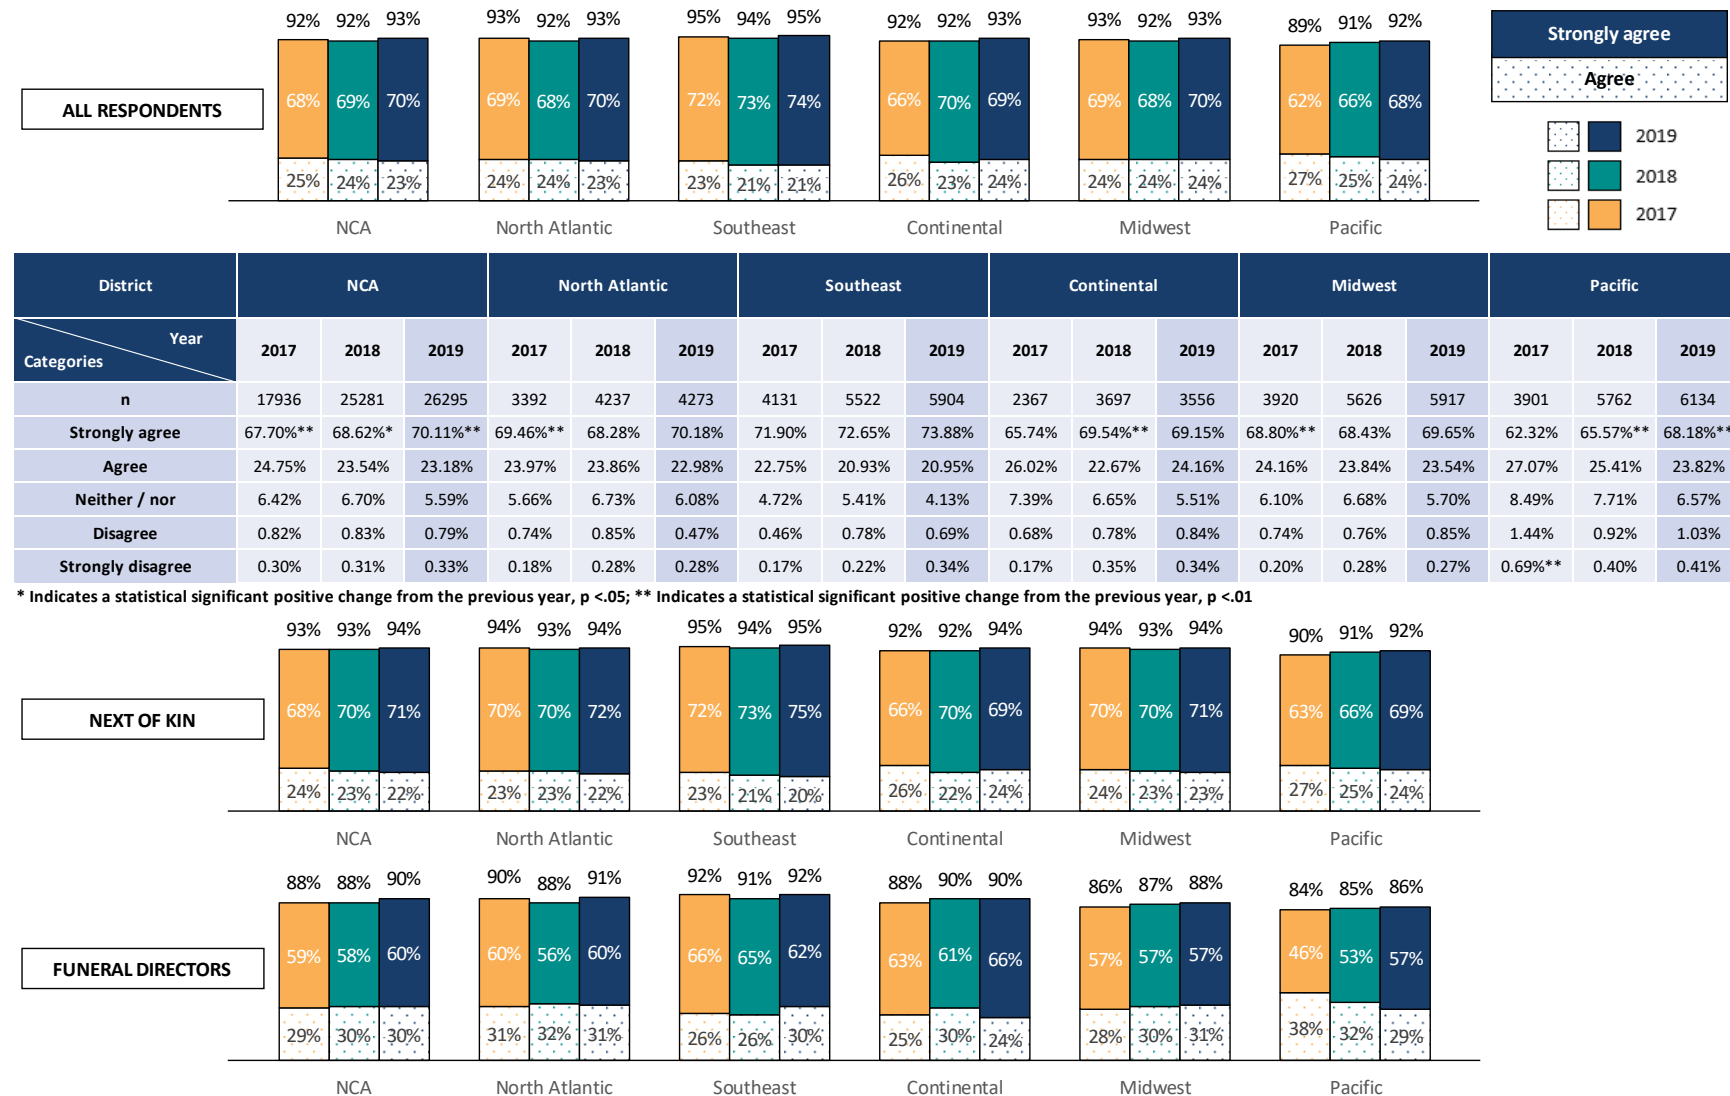 92% 92% 93% 93% 92% 93% 95% 94% 95% 92% 92% 93% 93% 92% 93% 89% 91% 92%
Strongly agree
Agree
ALL RESPONDENTS
68% 69% 70% 69% 68% 70% 72% 73% 74% 66% 70% 69% 69% 68% 70% 62% 66% 68%
25% 24% 23% 24% 24% 23% 23% 21% 21% 26% 23% 24% 24% 24% 24% 27% 25% 24%
2019
2018
2017
NCA North Atlantic Southeast Continental Midwest Pacific
District NCA North Atlantic Southeast Continental Midwest Pacific
Year
Categories
2017 2018 2019 2017 2018 2019 2017 2018 2019 2017 2018 2019 2017 2018 2019 2017 2018 2019
n 17936 25281 26295 3392 4237 4273 4131 5522 5904 2367 3697 3556 3920 5626 5917 3901 5762 6134
Strongly agree 67.70%** 68.62%* 70.11%** 69.46%** 68.28% 70.18% 71.90% 72.65% 73.88% 65.74% 69.54%** 69.15% 68.80%** 68.43% 69.65% 62.32% 65.57%** 68.18%**
Agree 24.75% 23.54% 23.18% 23.97% 23.86% 22.98% 22.75% 20.93% 20.95% 26.02% 22.67% 24.16% 24.16% 23.84% 23.54% 27.07% 25.41% 23.82%
Neither / nor 6.42% 6.70% 5.59% 5.66% 6.73% 6.08% 4.72% 5.41% 4.13% 7.39% 6.65% 5.51% 6.10% 6.68% 5.70% 8.49% 7.71% 6.57%
Disagree 0.82% 0.83% 0.79% 0.74% 0.85% 0.47% 0.46% 0.78% 0.69% 0.68% 0.78% 0.84% 0.74% 0.76% 0.85% 1.44% 0.92% 1.03%
Strongly disagree 0.30% 0.31% 0.33% 0.18% 0.28% 0.28% 0.17% 0.22% 0.34% 0.17% 0.35% 0.34% 0.20% 0.28% 0.27% 0.69%** 0.40% 0.41%
* Indicates a statistical significant positive change from the previous year, p <.05; ** Indicates a statistical significant positive change from the previous year, p <.01
93% 93% 94% 94% 93% 94% 95% 94% 95% 92% 92% 94% 94% 93% 94% 90% 91% 92%
NEXT OF KIN
68% 70% 71% 70% 70% 72% 72% 73% 75% 66% 70% 69% 70% 70% 71% 63% 66% 69%
24% 23% 22% 23% 23% 22% 23% 21% 20% 26% 22% 24% 24% 23% 23% 27% 25% 24%
NCA North Atlantic Southeast Continental Midwest Pacific
88% 88% 90% 90% 88% 91% 92% 91% 92% 88% 90% 90% 86% 87% 88% 84% 85% 86%
FUNERAL DIRECTORS
59% 58% 60% 60% 56% 60% 66% 65% 62% 63% 61% 66% 57% 57% 57% 46% 53% 57%
29% 30% 30% 31% 32% 31% 26% 26% 30% 25% 30% 24% 28% 30% 31% 38% 32% 29%
NCA North Atlantic Southeast Continental Midwest Pacific